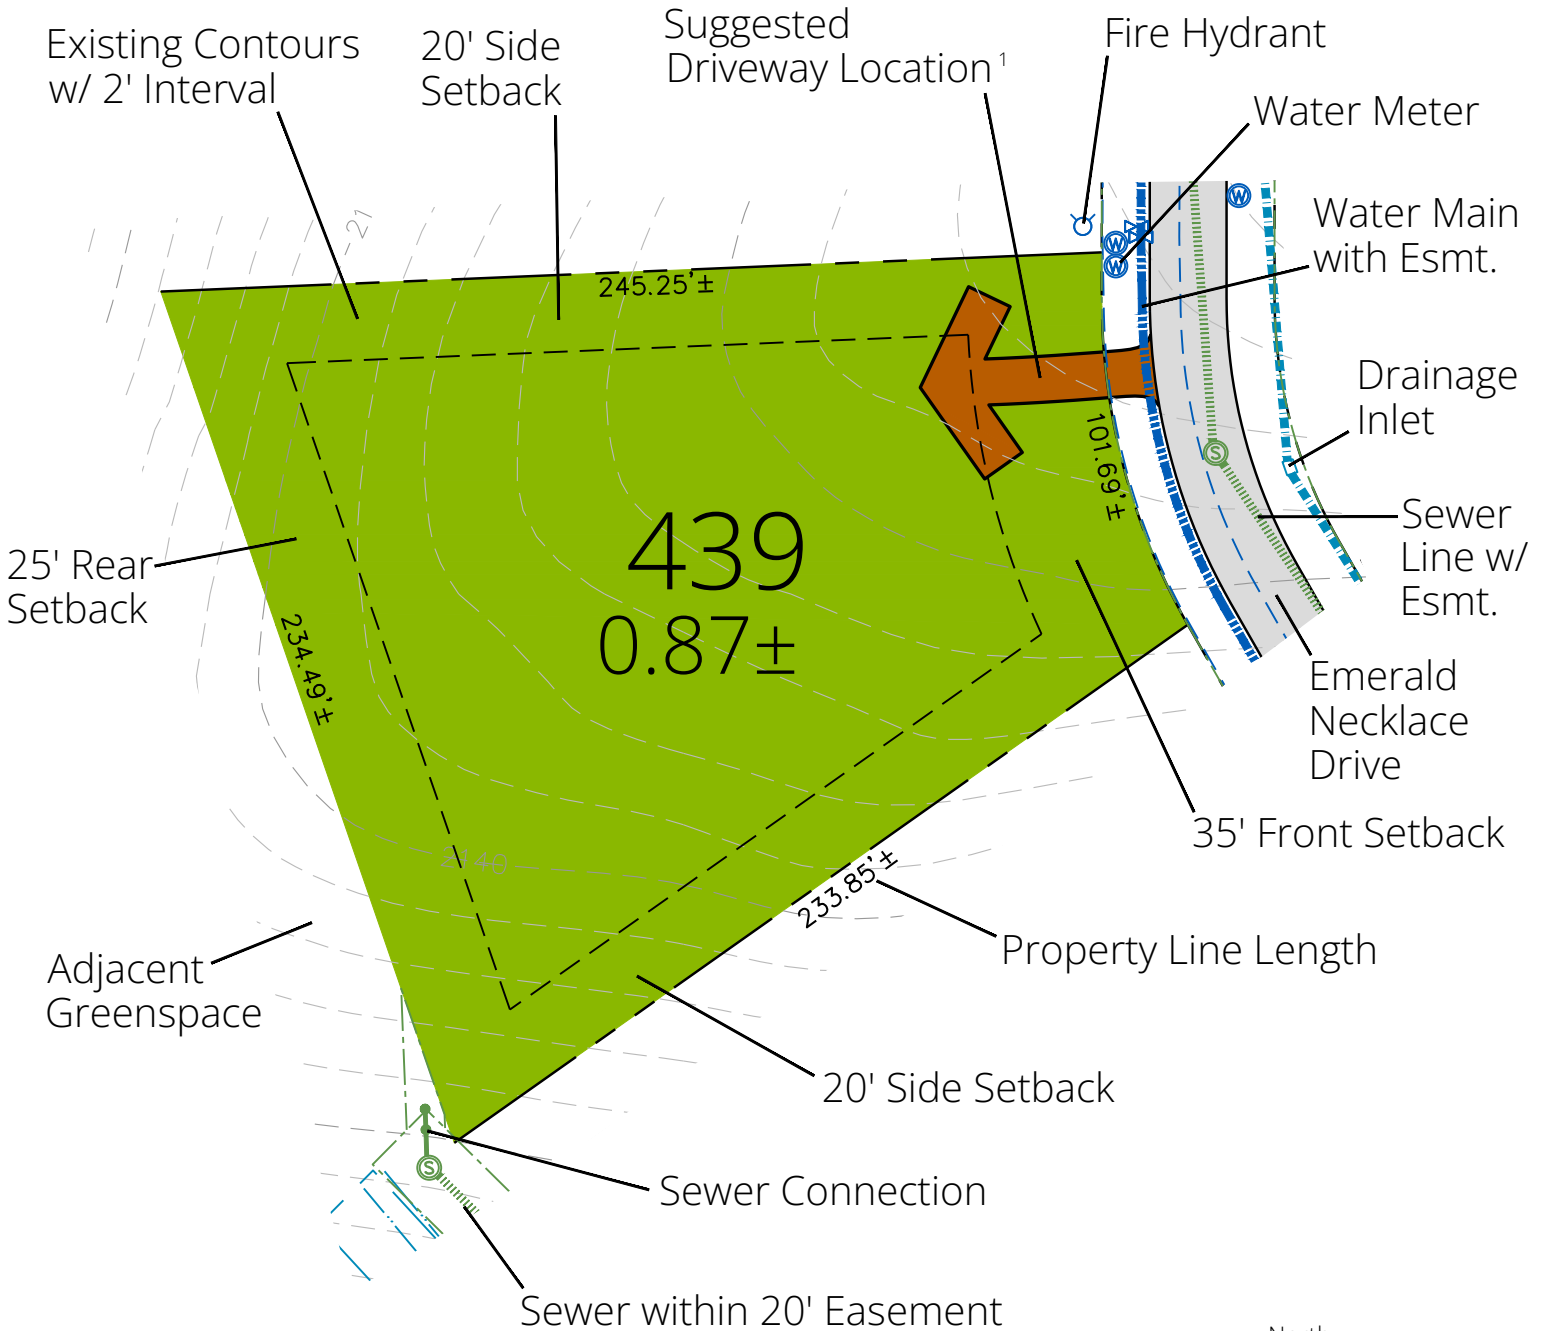 Existing Contours
w/ 2' Interval
20' Side
Setback
Suggested
Driveway Location¹
Fire Hydrant
Water Meter
Water Main
with Esmt.
21
245.25'±
W
W
W
Drainage
Inlet
101.69'±
S
Sewer
Line w/
Esmt.
439
0.87±
25' Rear
Setback
234.49'±
Emerald
Necklace
Drive
35' Front Setback
233.85'±
Property Line Length
Adjacent
Greenspace
20' Side Setback
S
Sewer Connection
Sewer within 20' Easement